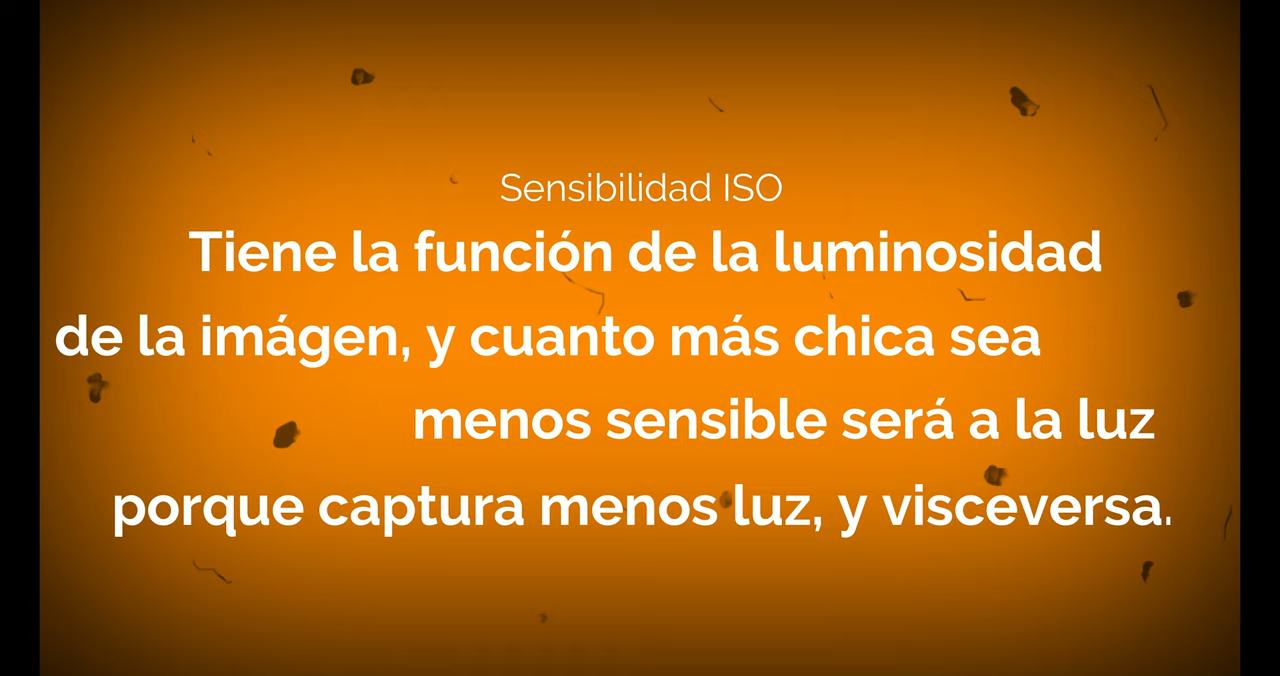 Sensibilidad ISO
Tiene la función de la luminosidad
de la imágen, y cuanto más chica sea
menos sensible será a la luz
porque captura menos luz, y visceversa.